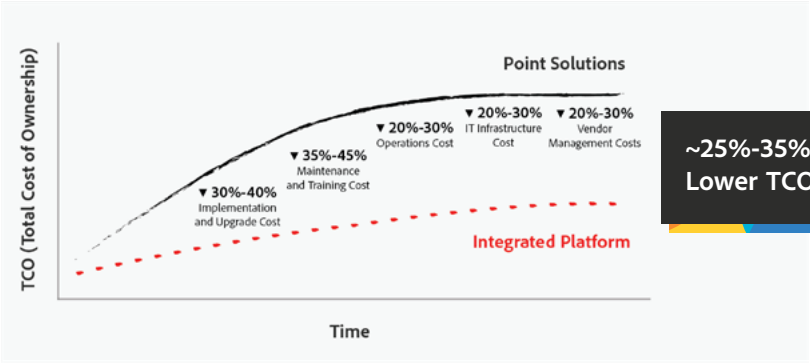 TCO (Total Cost of Ownership)
Point Solutions
▼ 30%-40%
Implementation
and Upgrade Cost
▼ 35%-45%
Maintenance
and Training Cost
▼ 20%-30%
Operations Cost
▼ 20%-30%
IT Infrastructure
Cost
▼ 20%-30%
Vendor
Management Costs
~25%-35%
Lower TCO
Integrated Platform
Time